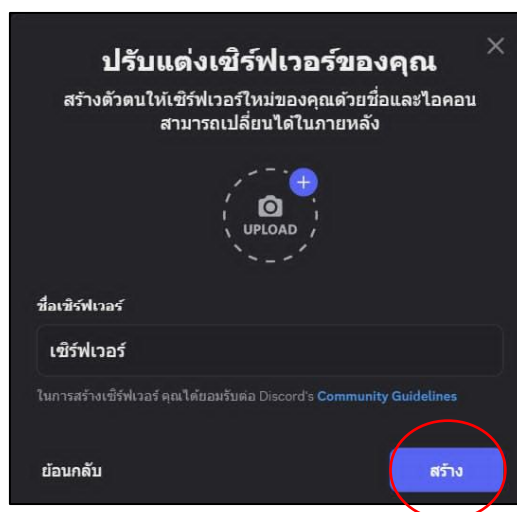 ปรับแต่งเซิร์ฟเวอร์ของคุณ
สร้างตัวตนให้เซิร์ฟเวอร์ใหม่ของคุณด้วยชื่อและไอคอน
สามารถเปลี่ยนได้ในภายหลัง
UPLOAD
ชื่อเซิร์ฟเวอร์
เซิร์ฟเวอร์
ในการสร้างเซิร์ฟเวอร์ คุณได้ยอมรับต่อ Discord's Community Guidelines
ย้อนกลับ
สร้าง